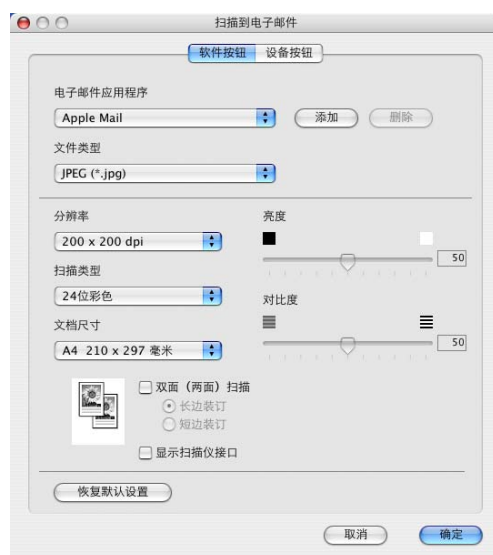 扫描到电子邮件
软件按钮 设备按钮
电子邮件应用程序
Apple Mail 添加 删除
文件类型
JPEG (*.jpg)
分辨率
200 x 200 dpi
扫描类型
24位彩色
文档尺寸
A4 210 x 297 毫米
亮度
50
对比度
50
双面（两面）扫描
长边装订
短边装订
显示扫描仪接口
恢复默认设置
取消 确定